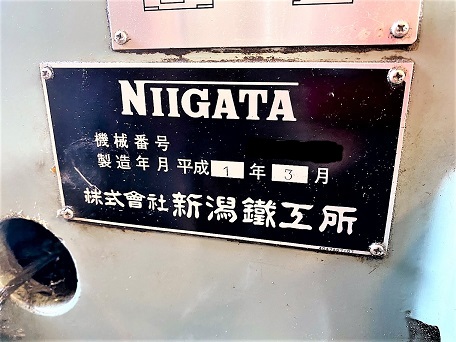 NIIGATA
機械番号
製造年月 平成 1 年 3 月
株式會社 新潟鐵工所